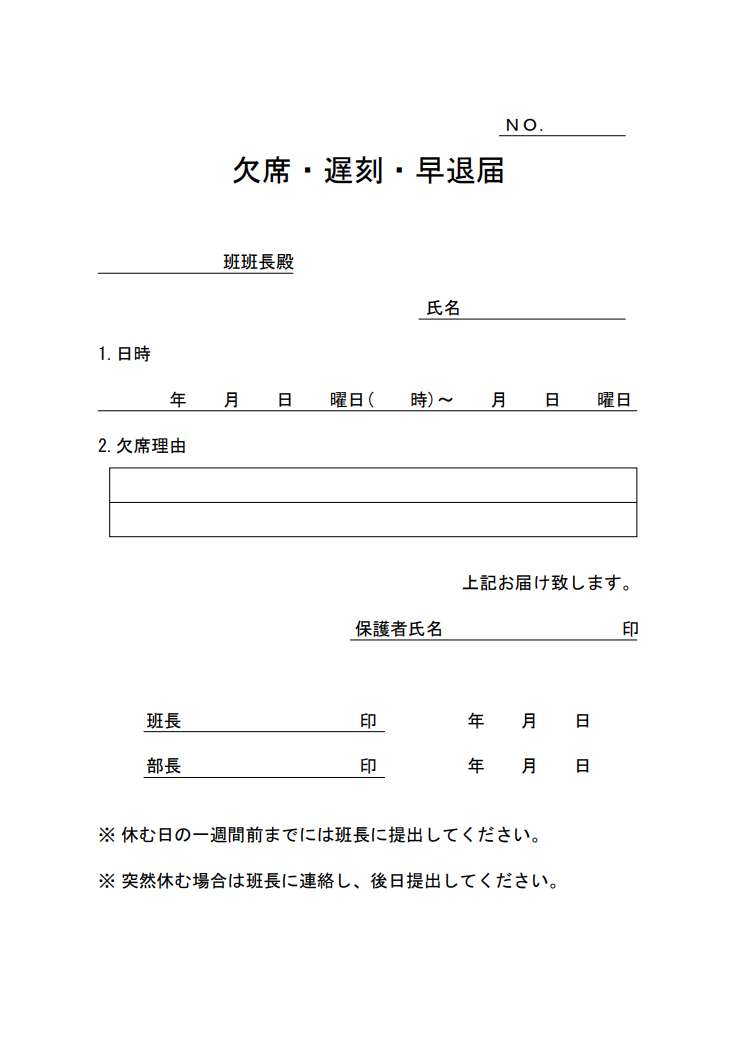 NO.
欠席・遅刻・早退届
班班長殿
氏名
1.日時
年 月 日 曜日( 時)～ 月 日 曜日
2.欠席理由
上記お届け致します。
保護者氏名 印
班長 印 年 月 日
部長 印 年 月 日
※ 休む日の一週間前までには班長に提出してください。
※ 突然休む場合は班長に連絡し、後日提出してください。